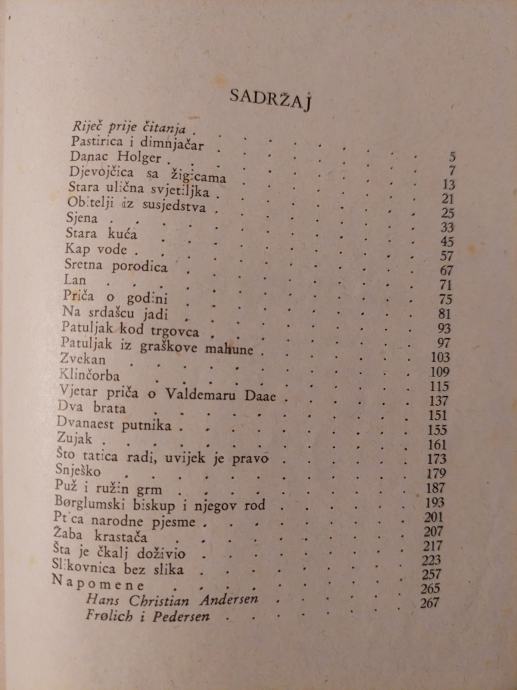 SADRŽAJ
Riječ prije čitanja . . . . . . . 5
Pastirica i dimnjačar . . . . . . . 7
Danac Holger . . . . . . . . 13
Djevojčica sa žigicama . . . . . . 21
Stara ulična svjetiljka . . . . . . 25
Obitelji iz susjedstva . . . . . . 33
Sjena . . . . . . . . . 45
Stara kuća . . . . . . . . 57
Kap vode . . . . . . . . 67
Sretna porodica . . . . . . . 71
Lan . . . . . . . . . 75
Priča o godini . . . . . . . 81
Na srdašcu jadi . . . . . . . 93
Patuljak kod trgovca . . . . . . 97
Patuljak iz graškove mahune . . . . . 103
Zvekan . . . . . . . . 109
Klinčorba . . . . . . . . 115
Vjetar priča o Valdemaru Daae . . . . . 137
Dva brata . . . . . . . . 151
Dvanaest putnika . . . . . . . 155
Zujak . . . . . . . . . 161
Što tatica radi, uvijek je pravo . . . . . 173
Snješko . . . . . . . . 179
Puž i ružin grm . . . . . . . 187
Børglumski biskup i njegov rod . . . . . 193
Ptica narodne pjesme . . . . . . 201
Žaba krastača . . . . . . . 207
Šta je čkalj doživio . . . . . . 217
Slikovnica bez slika . . . . . . 223
Napomene . . . . . . . . 257
Hans Christian Andersen . . . . . 265
Frølich i Pedersen . . . . . . 267